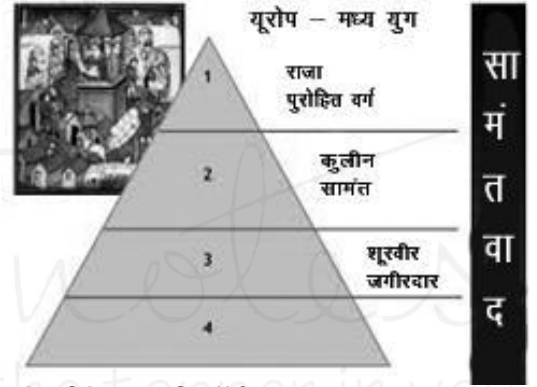 यूरोप – मध्य युग
1
राजा
पुरोहित वर्ग
2
कुलीन
सामंत
3
शूरवीर
जगीरदार
4
सा
मं
त
वा
द